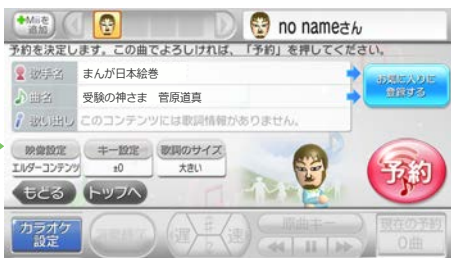 Miiを
追加
no nameさん
予約を決定します。この曲でよろしければ、「予約」を押してください。
歌手名 まんが日本絵巻
曲名 受験の神さま 菅原道真
歌い出し このコンテンツには歌詞情報がありません。
お気に入りに
登録する
映像設定 キー設定 歌詞のサイズ
エルダーコンテンツ ±0 大きい
予約
もどる トップへ
カラオケ
設定
演奏終了
遅 # ♭ 速
原曲キー
現在の予約
0曲